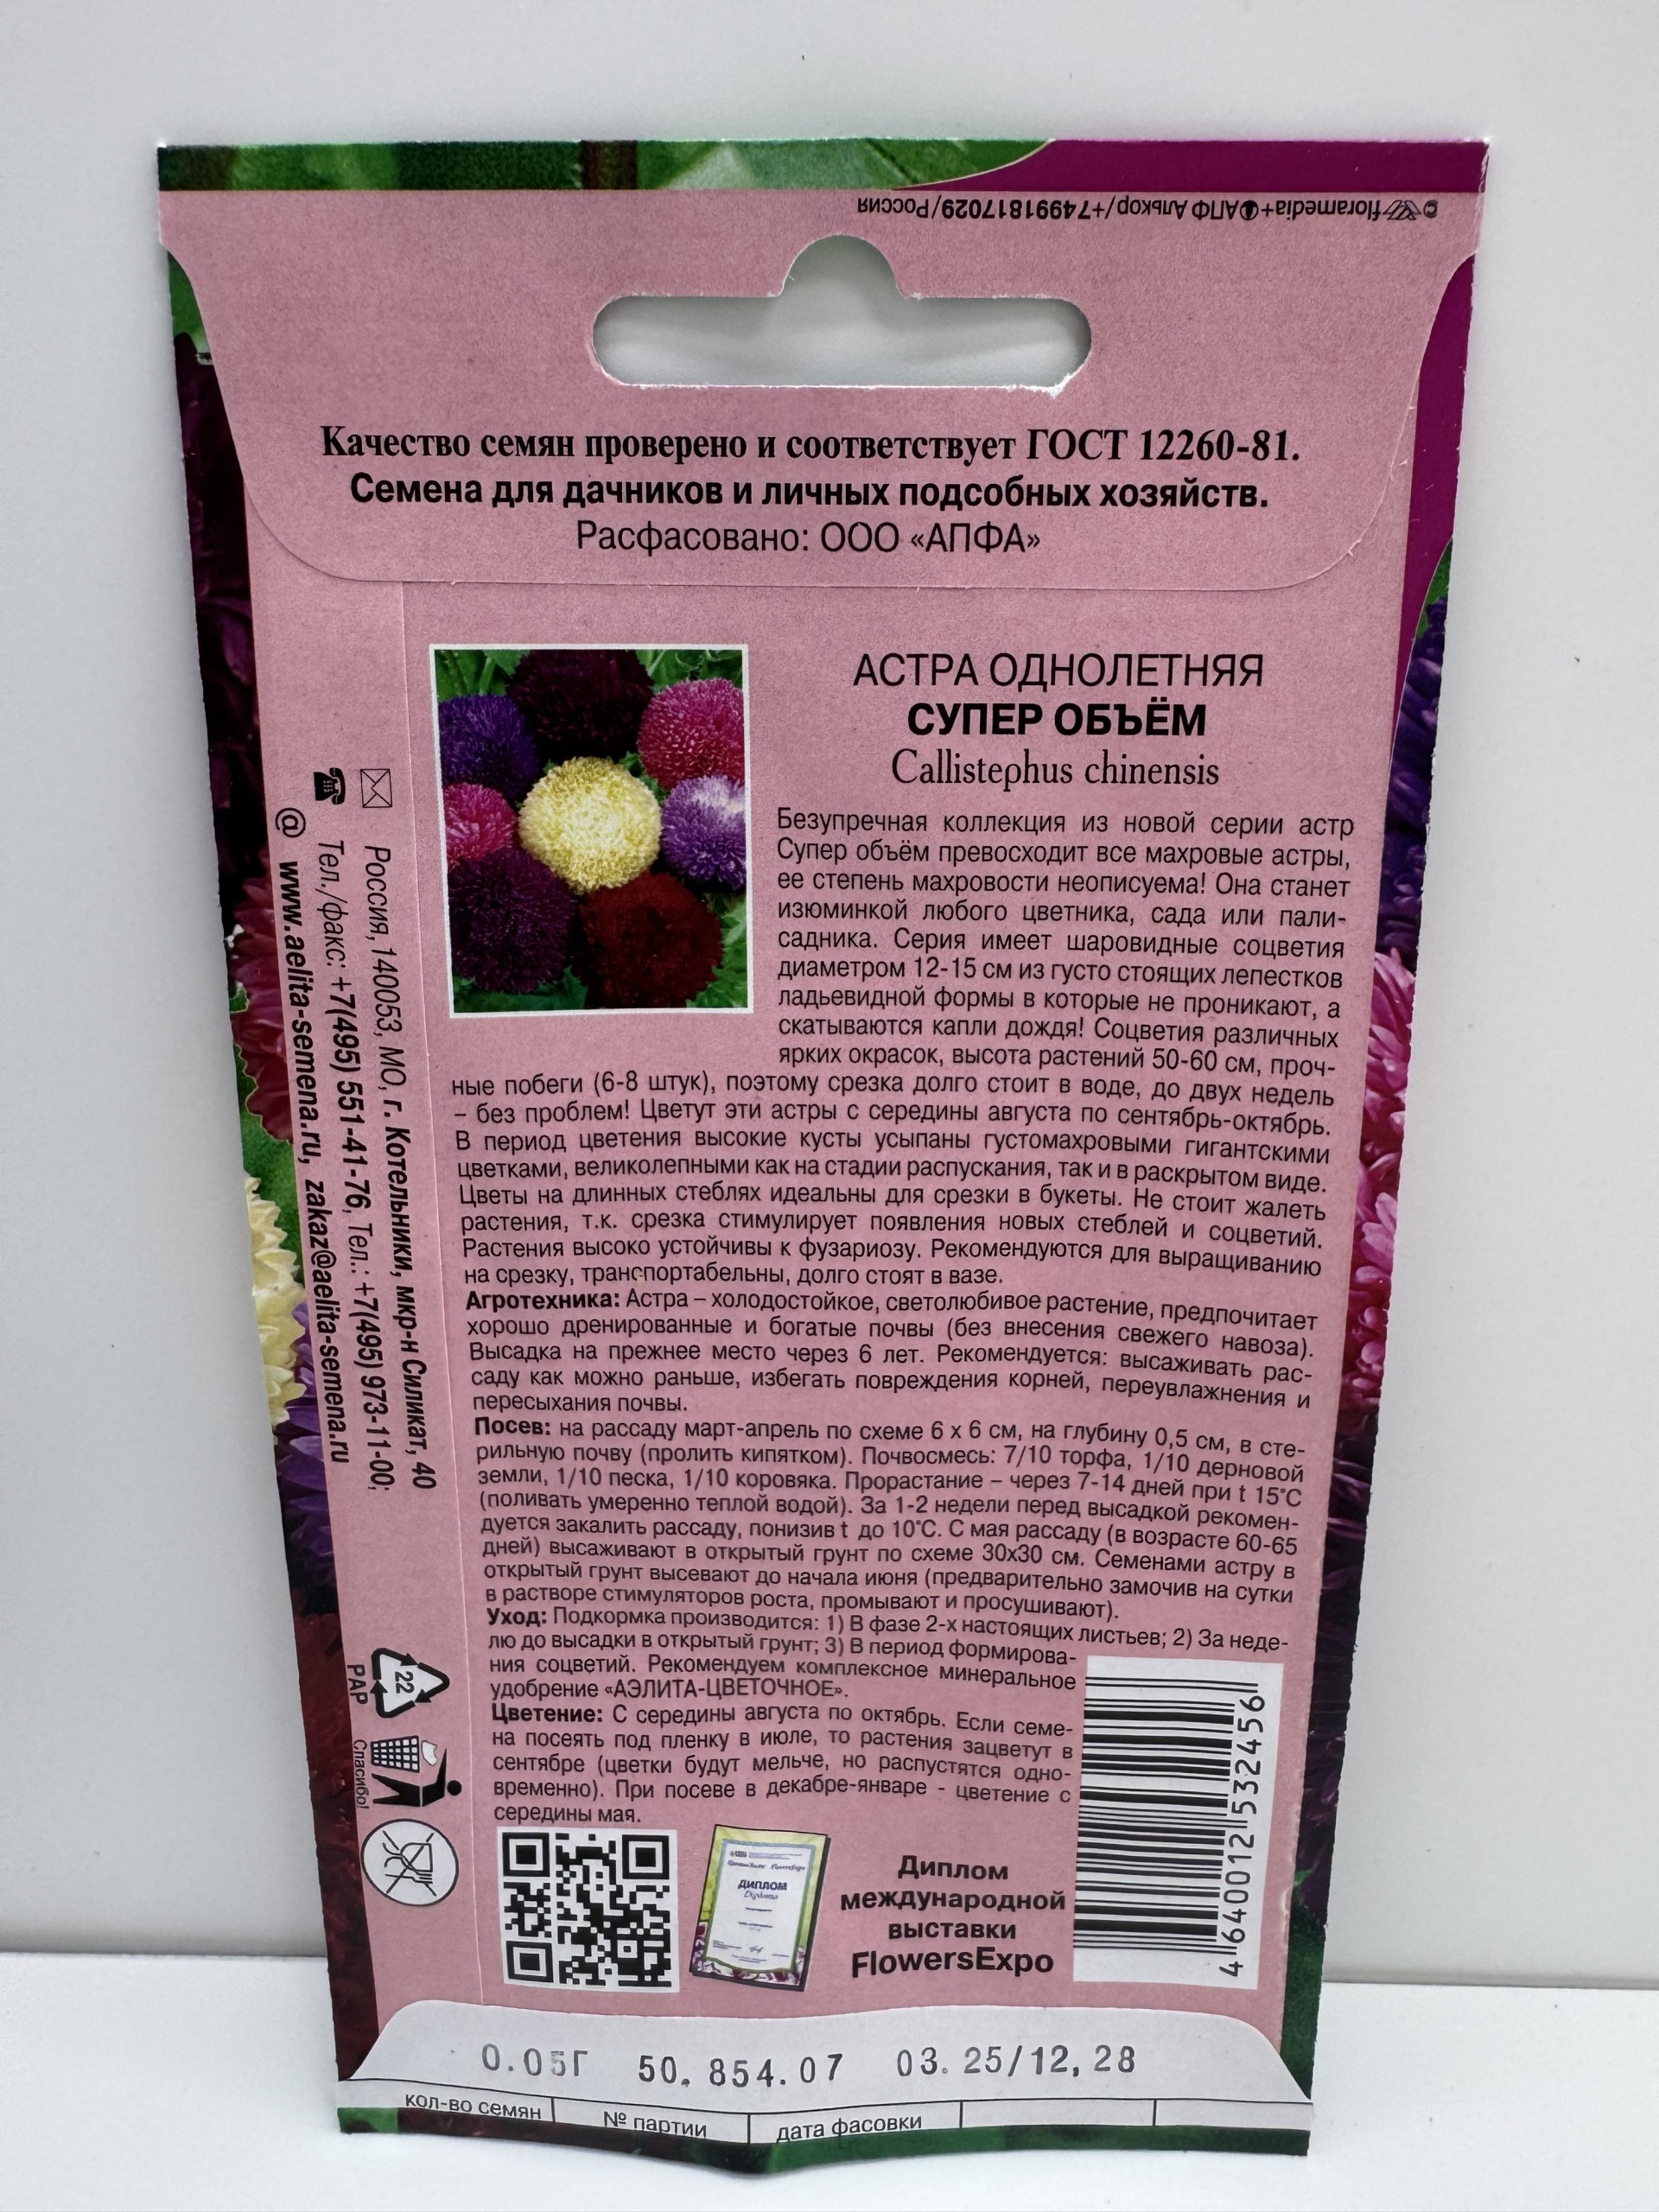 © floramedia+АПФ Алькор/+74991817029/Россия
Качество семян проверено и соответствует ГОСТ 12260-81.
Семена для дачников и личных подсобных хозяйств.
Расфасовано: ООО «АПФА»
АСТРА ОДНОЛЕТНЯЯ
СУПЕР ОБЪЁМ
Callistephus chinensis
Безупречная коллекция из новой серии астр
Супер объём превосходит все махровые астры,
ее степень махровости неописуема! Она станет
изюминкой любого цветника, сада или пали-
садника. Серия имеет шаровидные соцветия
диаметром 12-15 см из густо стоящих лепестков
ладьевидной формы в которые не проникают, а
скатываются капли дождя! Соцветия различных
ярких окрасок, высота растений 50-60 см, проч-
ные побеги (6-8 штук), поэтому срезка долго стоит в воде, до двух недель
– без проблем! Цветут эти астры с середины августа по сентябрь-октябрь.
В период цветения высокие кусты усыпаны густомахровыми гигантскими
цветками, великолепными как на стадии распускания, так и в раскрытом виде.
Цветы на длинных стеблях идеальны для срезки в букеты. Не стоит жалеть
растения, т.к. срезка стимулирует появления новых стеблей и соцветий.
Растения высоко устойчивы к фузариозу. Рекомендуются для выращиванию
на срезку, транспортабельны, долго стоят в вазе.
Агротехника: Астра – холодостойкое, светолюбивое растение, предпочитает
хорошо дренированные и богатые почвы (без внесения свежего навоза).
Высадка на прежнее место через 6 лет. Рекомендуется: высаживать рас-
саду как можно раньше, избегать повреждения корней, переувлажнения и
пересыхания почвы.
Посев: на рассаду март-апрель по схеме 6 х 6 см, на глубину 0,5 см, в сте-
рильную почву (пролить кипятком). Почвосмесь: 7/10 торфа, 1/10 дерновой
земли, 1/10 песка, 1/10 коровяка. Прорастание – через 7-14 дней при t 15°С
(поливать умеренно теплой водой). За 1-2 недели перед высадкой рекомен-
дуется закалить рассаду, понизив t до 10°С. С мая рассаду (в возрасте 60-65
дней) высаживают в открытый грунт по схеме 30х30 см. Семенами астру в
открытый грунт высевают до начала июня (предварительно замочив на сутки
в растворе стимуляторов роста, промывают и просушивают).
Уход: Подкормка производится: 1) В фазе 2-х настоящих листьев; 2) За неде-
лю до высадки в открытый грунт; 3) В период формирова-
ния соцветий. Рекомендуем комплексное минеральное
удобрение «АЭЛИТА-ЦВЕТОЧНОЕ».
Цветение: С середины августа по октябрь. Если семе-
на посеять под пленку в июле, то растения зацветут в
сентябре (цветки будут мельче, но распустятся одно-
временно). При посеве в декабре-январе - цветение с
середины мая.
Россия, 140053, МО, г. Котельники, мкр-н Силикат, 40
Тел./факс: +7(495) 551-41-76, Тел.: +7(495) 973-11-00;
@ www.aelita-semena.ru, zakaz@aelita-semena.ru
22
PAP
Спасибо!
ДИПЛОМ
Diploma
Диплом
международной
выставки
FlowersExpo
4 640012 532456
0.05Г 50.854.07 03.25/12,28
кол-во семян № партии дата фасовки